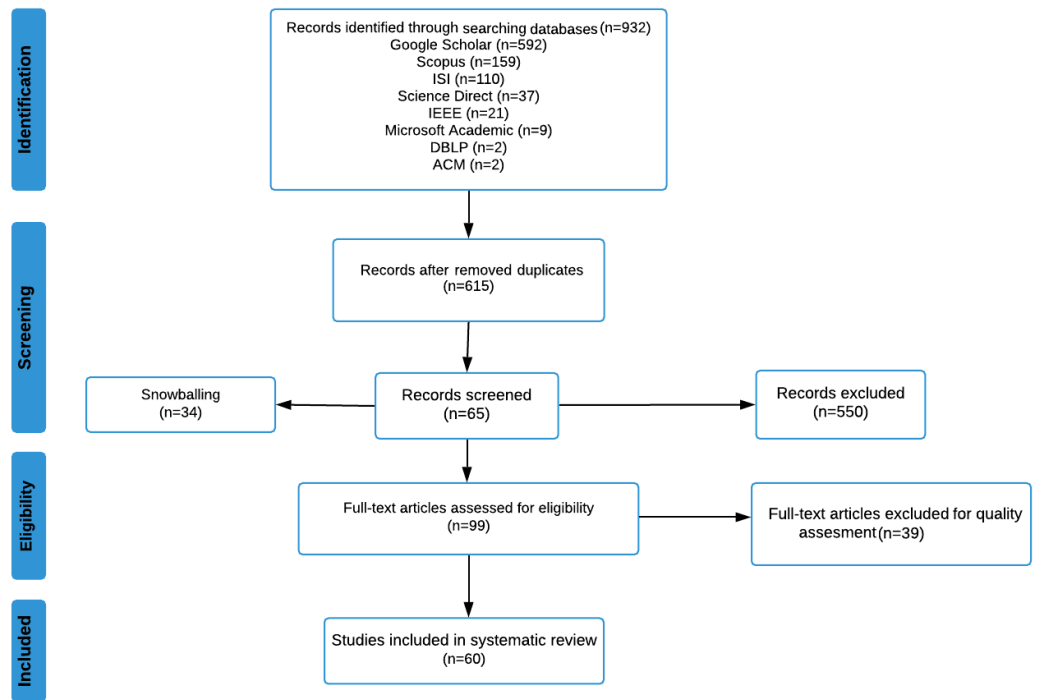 Identification
Records identified through searching databases (n=932)
Google Scholar (n=592)
Scopus (n=159)
ISI (n=110)
Science Direct (n=37)
IEEE (n=21)
Microsoft Academic (n=9)
DBLP (n=2)
ACM (n=2)
Screening
Records after removed duplicates
(n=615)
Snowballing
(n=34)
Records screened
(n=65)
Records excluded
(n=550)
Eligibility
Full-text articles assessed for eligibility
(n=99)
Full-text articles excluded for quality
assesment (n=39)
Included
Studies included in systematic review
(n=60)